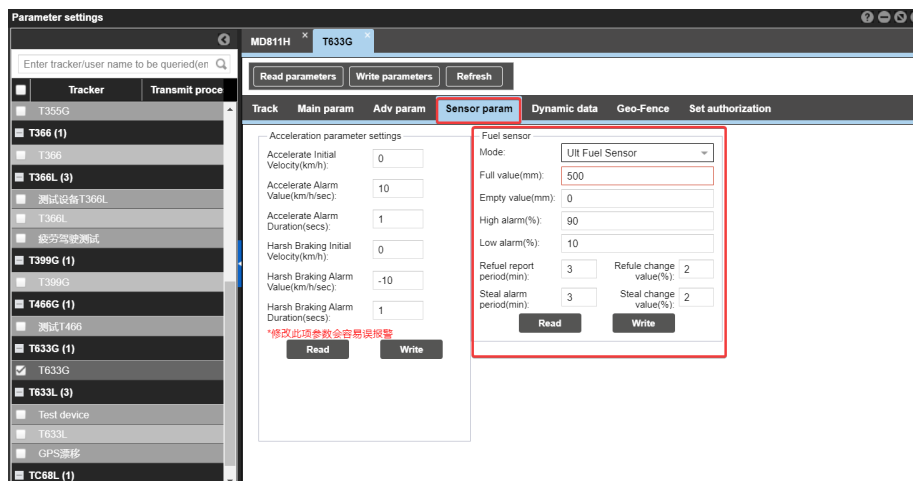 Parameter settings
MD811H
T633G
Enter tracker/user name to be queried(en
Read parameters
Write parameters
Refresh
Tracker
Transmit proce
T355G
T366 (1)
T366
T366L (3)
测试设备T366L
T366L
疲劳驾驶测试
T399G (1)
T399G
T466G (1)
测试T466
T633G (1)
T633G
T633L (3)
Test device
T633L
GPS漂移
TC68L (1)
Track
Main param
Adv param
Sensor param
Dynamic data
Geo-Fence
Set authorization
Acceleration parameter settings
Accelerate Initial
Velocity(km/h):
0
Accelerate Alarm
Value(km/h/sec):
10
Accelerate Alarm
Duration(secs):
1
Harsh Braking Initial
Velocity(km/h):
0
Harsh Braking Alarm
Value(km/h/sec):
-10
Harsh Braking Alarm
Duration(secs):
1
*修改此项参数会容易误报警
Read
Write
Fuel sensor
Mode:
Ult Fuel Sensor
Full value(mm):
500
Empty value(mm):
0
High alarm(%):
90
Low alarm(%):
10
Refuel report
period(min):
3
Refule change
value(%):
2
Steal alarm
period(min):
3
Steal change
value(%):
2
Read
Write